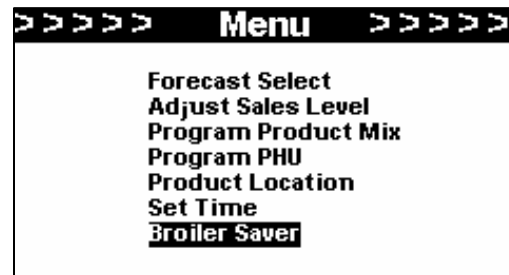 > > > > > Menu > > > > >
Forecast Select
Adjust Sales Level
Program Product Mix
Program PHU
Product Location
Set Time
Broiler Saver